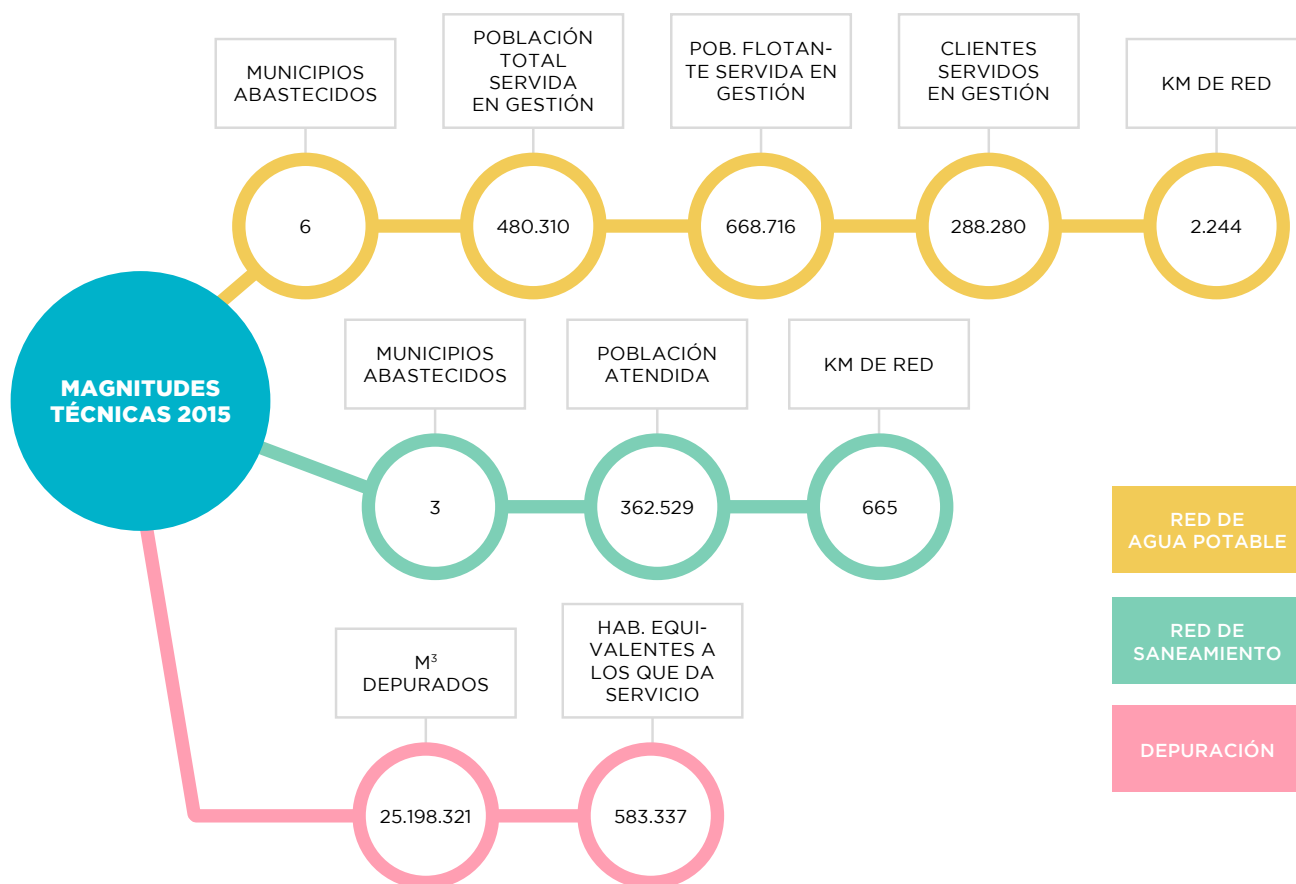 MUNICIPIOS
ABASTECIDOS
POBLACIÓN
TOTAL
SERVIDA
EN GESTIÓN
POB. FLOTAN-
TE SERVIDA EN
GESTIÓN
CLIENTES
SERVIDOS
EN GESTIÓN
KM DE RED
6
480.310
668.716
288.280
2.244
MAGNITUDES
TÉCNICAS 2015
MUNICIPIOS
ABASTECIDOS
POBLACIÓN
ATENDIDA
KM DE RED
3
362.529
665
RED DE
AGUA POTABLE
RED DE
SANEAMIENTO
DEPURACIÓN
M³
DEPURADOS
HAB. EQUI-
VALENTES A
LOS QUE DA
SERVICIO
25.198.321
583.337